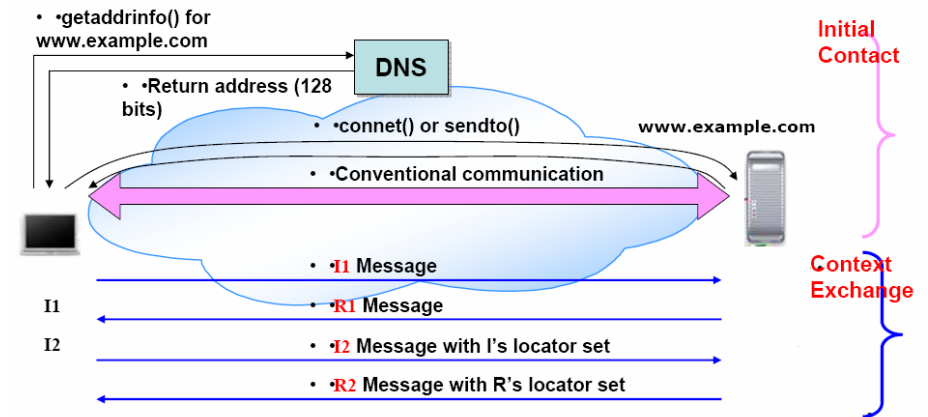 • •getaddrinfo() for
www.example.com
DNS
• •Return address (128
bits)
• •connet() or sendto()
www.example.com
• •Conventional communication
Initial
Contact
• •I1 Message
Context
Exchange
I1
• •R1 Message
I2
• •I2 Message with I's locator set
• •R2 Message with R's locator set